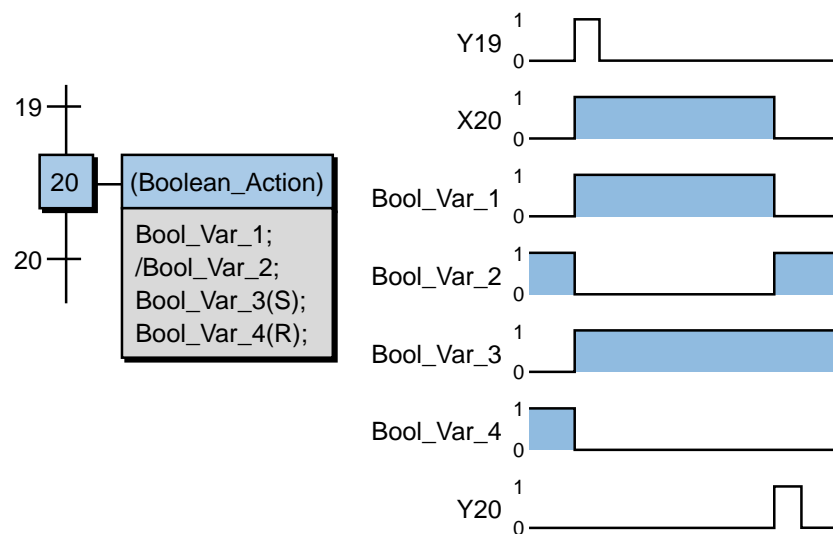 19
20
(Boolean_Action)
Bool_Var_1;
/Bool_Var_2;
Bool_Var_3(S);
Bool_Var_4(R);
20
Y19
1
0
X20
1
0
Bool_Var_1
1
0
Bool_Var_2
1
0
Bool_Var_3
1
0
Bool_Var_4
1
0
Y20
1
0